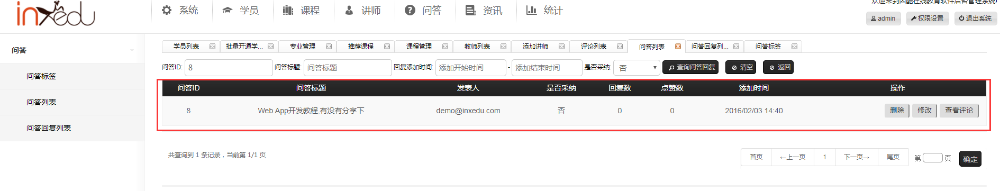 inxedu
系统 学员 课程 讲师 问答 资讯 统计
欢迎来到因酷在线教育软件后台管理系统!
admin 权限设置 退出系统
问答
问答标签
问答列表
问答回复列表
学员列表 批量开通学... 专业管理 推荐课程 课程管理 教师列表 添加讲师 评论列表 问答列表 问答回复列... 问答标签
问答ID: 8 问答标题: 问答标题 回复添加时间: 添加开始时间 - 添加结束时间 是否采纳: 否 查询问答回复 清空 返回
问答ID 问答标题 发表人 是否采纳 回复数 点赞数 添加时间 操作
8 Web App开发教程,有没有分享下 demo@inxedu.com 否 0 0 2016/02/03 14:40 删除 修改 查看评论
共查询到 1 条记录，当前第 1/1 页
首页 ←上一页 1 下一页→ 尾页 第 页 确定